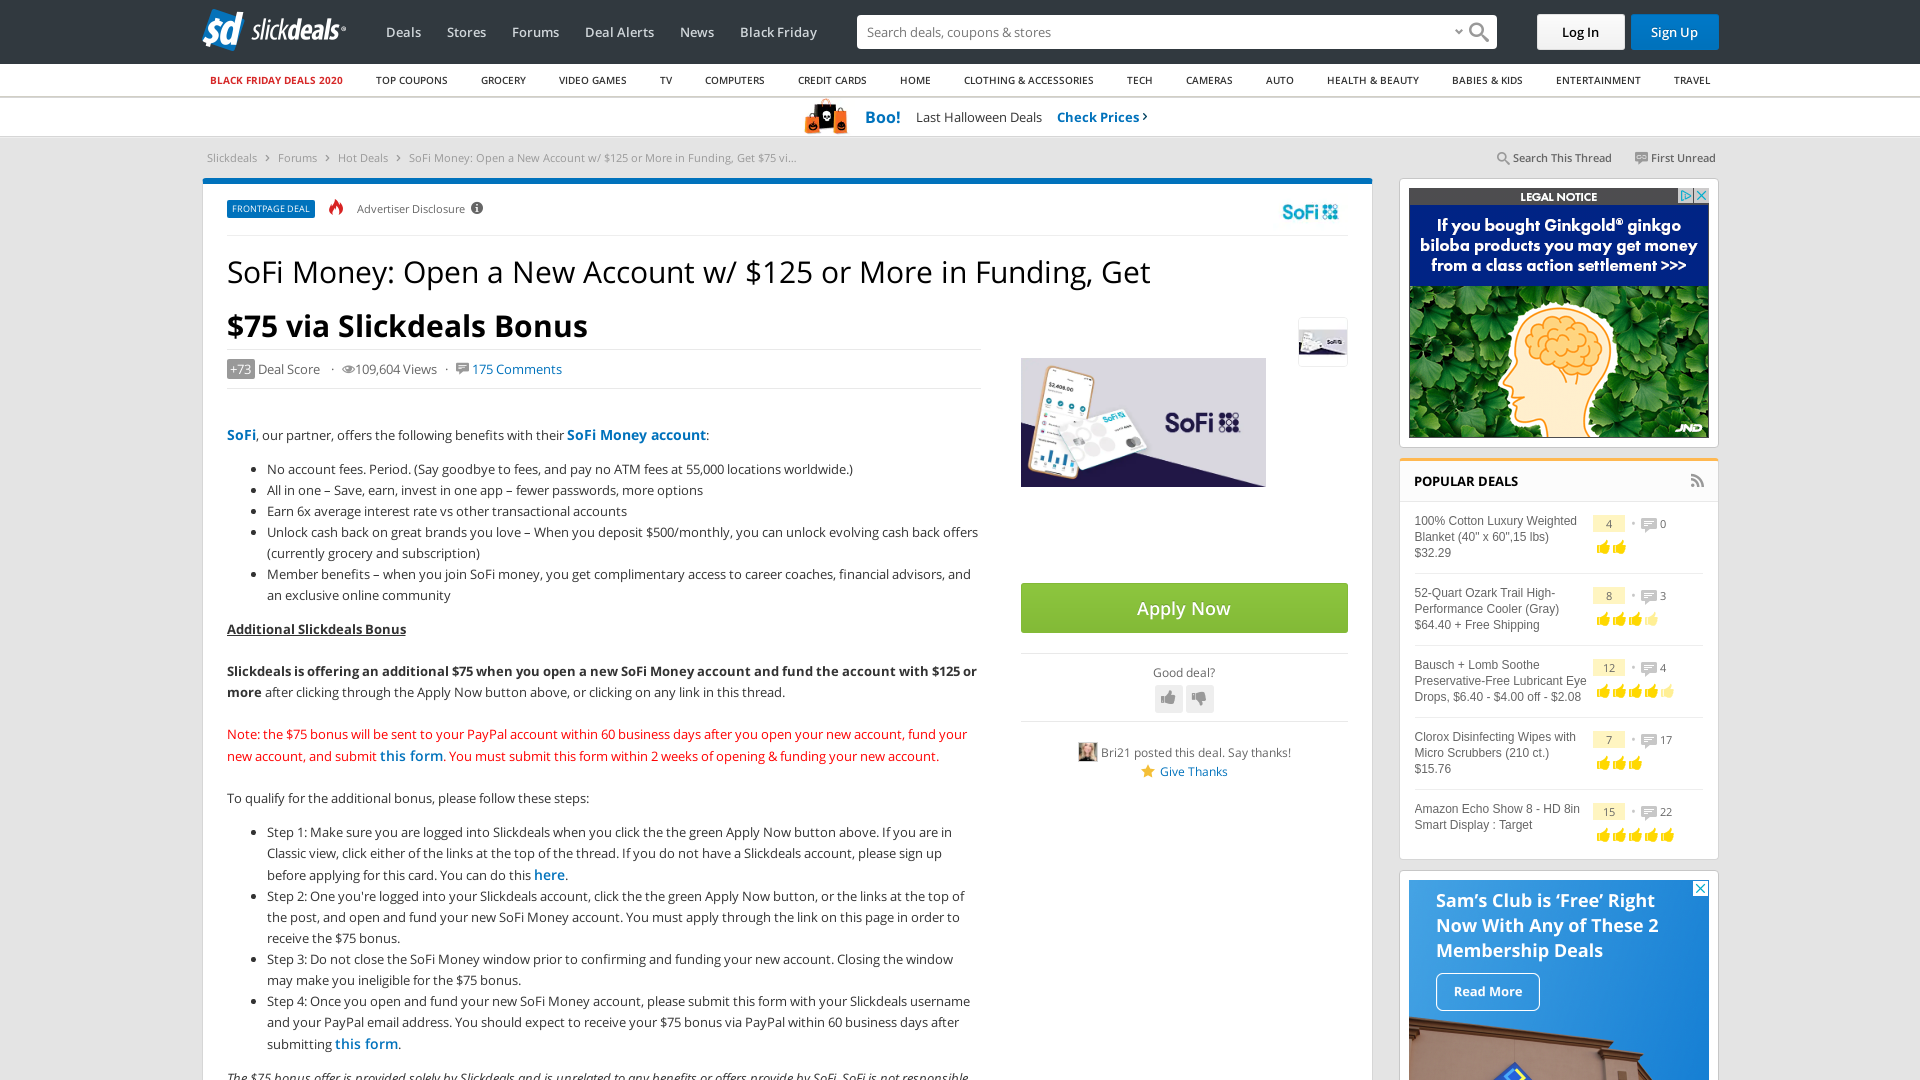 slickdeals
Deals Stores Forums Deal Alerts News Black Friday
Search deals, coupons & stores
Log In
Sign Up
BLACK FRIDAY DEALS 2020 TOP COUPONS GROCERY VIDEO GAMES TV COMPUTERS CREDIT CARDS HOME CLOTHING & ACCESSORIES TECH CAMERAS AUTO HEALTH & BEAUTY BABIES & KIDS ENTERTAINMENT TRAVEL
Boo! Last Halloween Deals Check Prices ›
Slickdeals › Forums › Hot Deals › SoFi Money: Open a New Account w/ $125 or More in Funding, Get $75 vi...
Search This Thread First Unread
FRONTPAGE DEAL Advertiser Disclosure
SoFi
SoFi Money: Open a New Account w/ $125 or More in Funding, Get
$75 via Slickdeals Bonus
+73 Deal Score · 109,604 Views · 175 Comments
SoFi, our partner, offers the following benefits with their SoFi Money account:
• No account fees. Period. (Say goodbye to fees, and pay no ATM fees at 55,000 locations worldwide.)
• All in one – Save, earn, invest in one app – fewer passwords, more options
• Earn 6x average interest rate vs other transactional accounts
• Unlock cash back on great brands you love – When you deposit $500/monthly, you can unlock evolving cash back offers
(currently grocery and subscription)
• Member benefits – when you join SoFi money, you get complimentary access to career coaches, financial advisors, and
an exclusive online community
Additional Slickdeals Bonus
Slickdeals is offering an additional $75 when you open a new SoFi Money account and fund the account with $125 or
more after clicking through the Apply Now button above, or clicking on any link in this thread.
Note: the $75 bonus will be sent to your PayPal account within 60 business days after you open your new account, fund your
new account, and submit this form. You must submit this form within 2 weeks of opening & funding your new account.
To qualify for the additional bonus, please follow these steps:
• Step 1: Make sure you are logged into Slickdeals when you click the the green Apply Now button above. If you are in
Classic view, click either of the links at the top of the thread. If you do not have a Slickdeals account, please sign up
before applying for this card. You can do this here.
• Step 2: One you're logged into your Slickdeals account, click the the green Apply Now button, or the links at the top of
the post, and open and fund your new SoFi Money account. You must apply through the link on this page in order to
receive the $75 bonus.
• Step 3: Do not close the SoFi Money window prior to confirming and funding your new account. Closing the window
may make you ineligible for the $75 bonus.
• Step 4: Once you open and fund your new SoFi Money account, please submit this form with your Slickdeals username
and your PayPal email address. You should expect to receive your $75 bonus via PayPal within 60 business days after
submitting this form.
The $75 bonus offer is provided solely by Slickdeals and is unrelated to any benefits or offers provide by SoFi. SoFi is not responsible
$2,408.00
SoFi
SoFi
Apply Now
Good deal?
Bri21 posted this deal. Say thanks!
Give Thanks
LEGAL NOTICE
If you bought Ginkgold® ginkgo
biloba products you may get money
from a class action settlement >>>
JND
POPULAR DEALS
100% Cotton Luxury Weighted
Blanket (40" x 60",15 lbs)
$32.29
4 • 0
52-Quart Ozark Trail High-
Performance Cooler (Gray)
$64.40 + Free Shipping
8 • 3
Bausch + Lomb Soothe
Preservative-Free Lubricant Eye
Drops, $6.40 - $4.00 off - $2.08
12 • 4
Clorox Disinfecting Wipes with
Micro Scrubbers (210 ct.)
$15.76
7 • 17
Amazon Echo Show 8 - HD 8in
Smart Display : Target
15 • 22
Sam's Club is 'Free' Right
Now With Any of These 2
Membership Deals
Read More